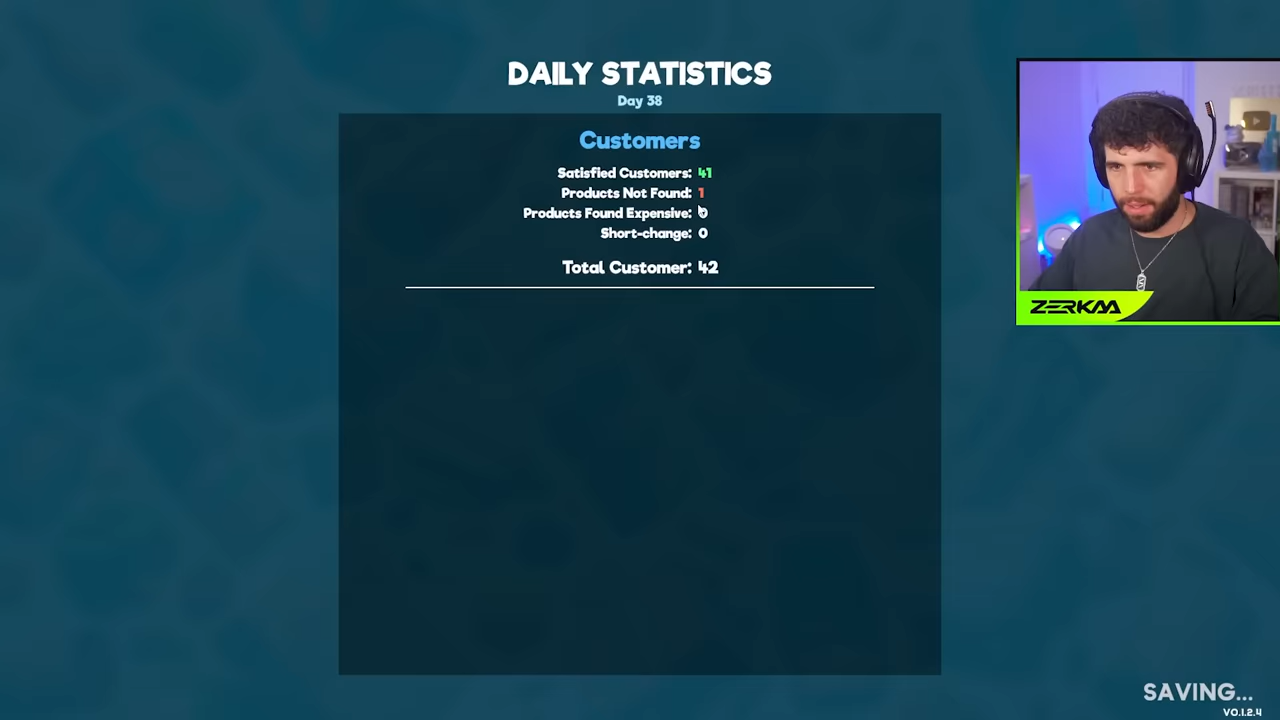 DAILY STATISTICS
Day 38
Customers
Satisfied Customers: 41
Products Not Found: 1
Products Found Expensive: 0
Short-change: 0
Total Customer: 42
ZERKAA
SAVING...
V0.1.2.4